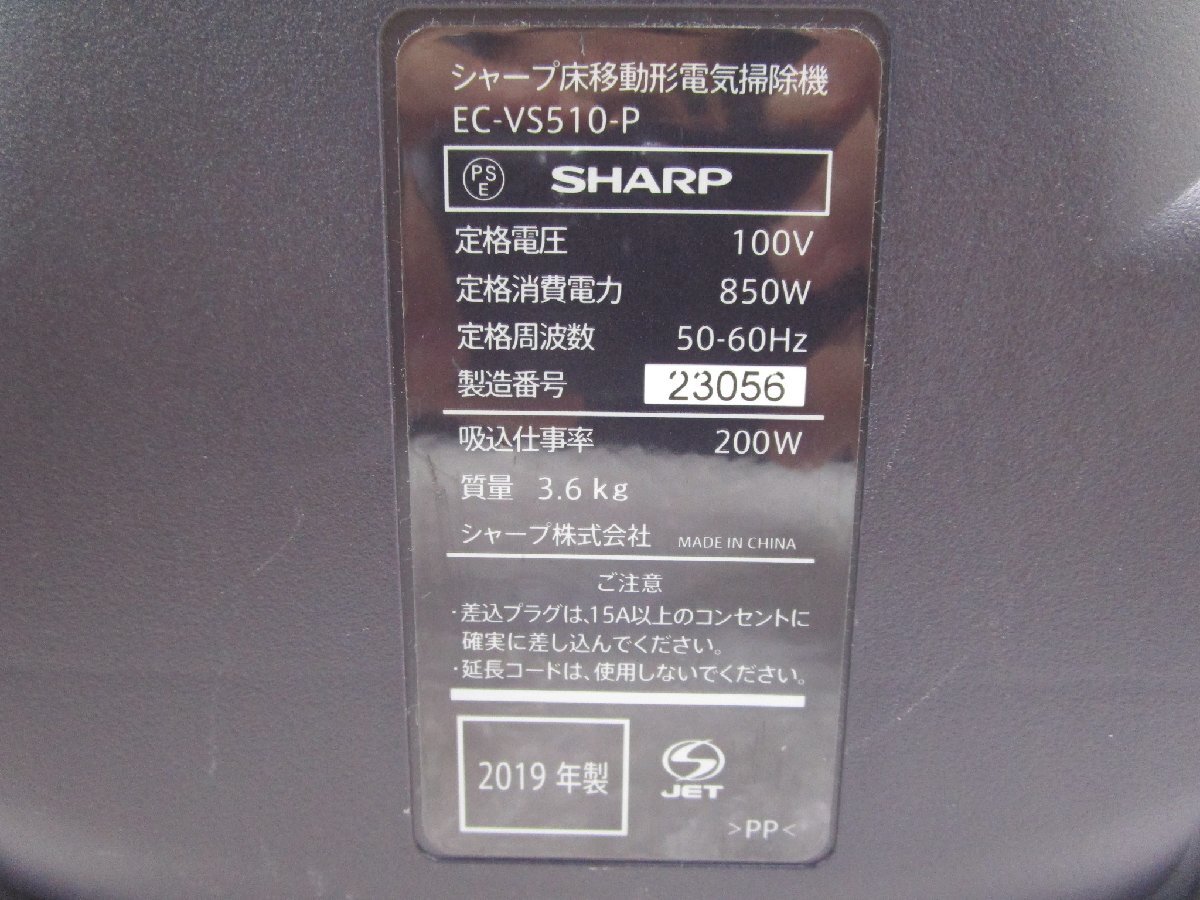 シャープ床移動形電気掃除機
EC-VS510-P
PS E SHARP
定格電圧 100V
定格消費電力 850W
定格周波数 50-60Hz
製造番号 23056
吸込仕事率 200W
質量 3.6kg
シャープ株式会社 MADE IN CHINA
ご注意
・差込プラグは、15A以上のコンセントに
確実に差し込んでください。
・延長コードは、使用しないでください。
2019年製
JET
>PP<